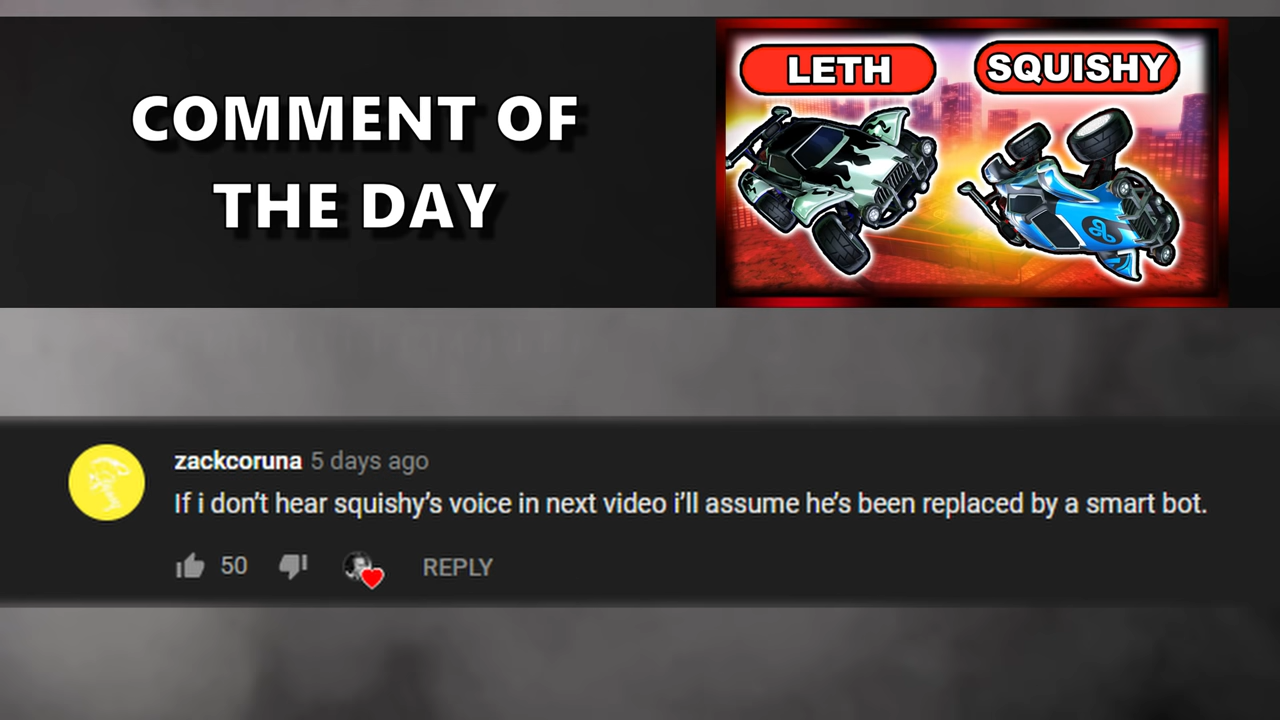 COMMENT OF
THE DAY
LETH
SQUISHY
zackcoruna 5 days ago
If i don't hear squishy's voice in next video i'll assume he's been replaced by a smart bot.
50
REPLY